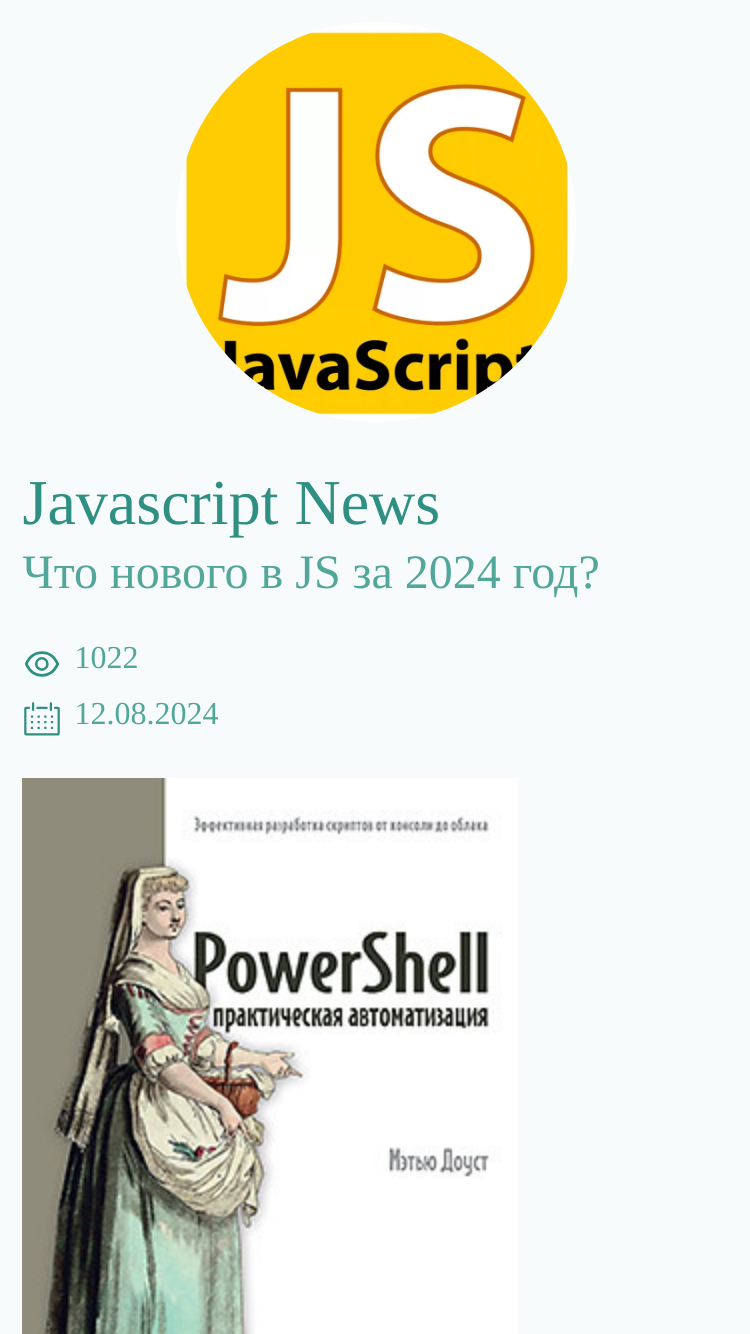 JS
JavaScript
Javascript News
Что нового в JS за 2024 год?
1022
12.08.2024
Эффективная разработка скриптов от консоли до облака
PowerShell
практическая автоматизация
Мэтью Доуст